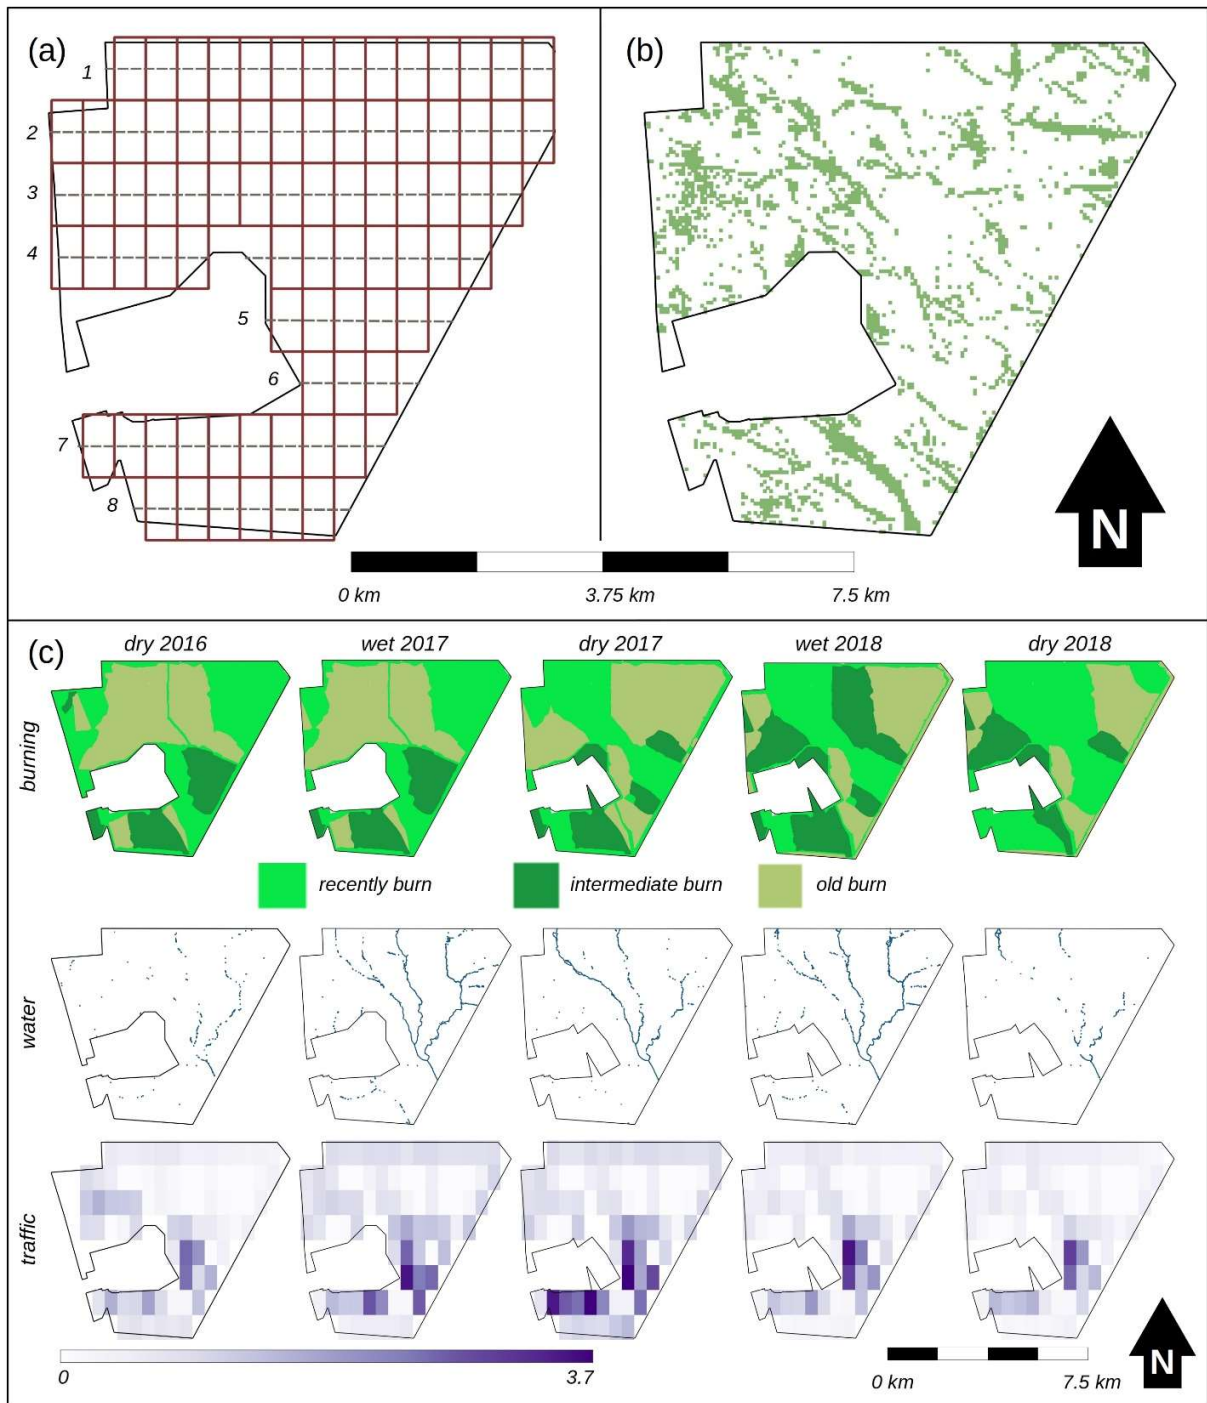 (a)
(b)
1
2
3
4
5
6
7
8
N
0 km
3.75 km
7.5 km
(c)
dry 2016
wet 2017
dry 2017
wet 2018
dry 2018
burning
recently burn
intermediate burn
old burn
water
traffic
0
3.7
0 km
7.5 km
N